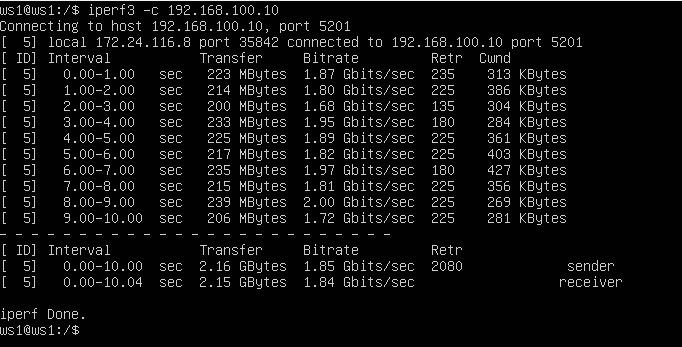 ws1@ws1:/$ iperf3 -c 192.168.100.10
Connecting to host 192.168.100.10, port 5201
[  5] local 172.24.116.8 port 35842 connected to 192.168.100.10 port 5201
[ ID] Interval           Transfer     Bitrate         Retr  Cwnd
[  5]   0.00-1.00   sec   223 MBytes  1.87 Gbits/sec  235    313 KBytes
[  5]   1.00-2.00   sec   214 MBytes  1.80 Gbits/sec  225    386 KBytes
[  5]   2.00-3.00   sec   200 MBytes  1.68 Gbits/sec  135    304 KBytes
[  5]   3.00-4.00   sec   233 MBytes  1.95 Gbits/sec  180    284 KBytes
[  5]   4.00-5.00   sec   225 MBytes  1.89 Gbits/sec  225    361 KBytes
[  5]   5.00-6.00   sec   217 MBytes  1.82 Gbits/sec  225    403 KBytes
[  5]   6.00-7.00   sec   235 MBytes  1.97 Gbits/sec  180    427 KBytes
[  5]   7.00-8.00   sec   215 MBytes  1.81 Gbits/sec  225    356 KBytes
[  5]   8.00-9.00   sec   239 MBytes  2.00 Gbits/sec  225    269 KBytes
[  5]   9.00-10.00  sec   206 MBytes  1.72 Gbits/sec  225    281 KBytes
- - - - - - - - - - - - - - - - - - - - - - - - -
[ ID] Interval           Transfer     Bitrate         Retr
[  5]   0.00-10.00  sec  2.16 GBytes  1.85 Gbits/sec  2080             sender
[  5]   0.00-10.04  sec  2.15 GBytes  1.84 Gbits/sec                  receiver

iperf Done.
ws1@ws1:/$